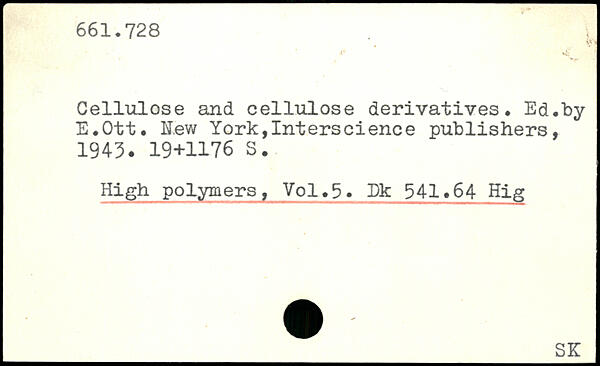 661.728
Cellulose and cellulose derivatives. Ed.by
E.Ott. New York,Interscience publishers,
1943. 19+1176 S.
High polymers, Vol.5. Dk 541.64 Hig
SK